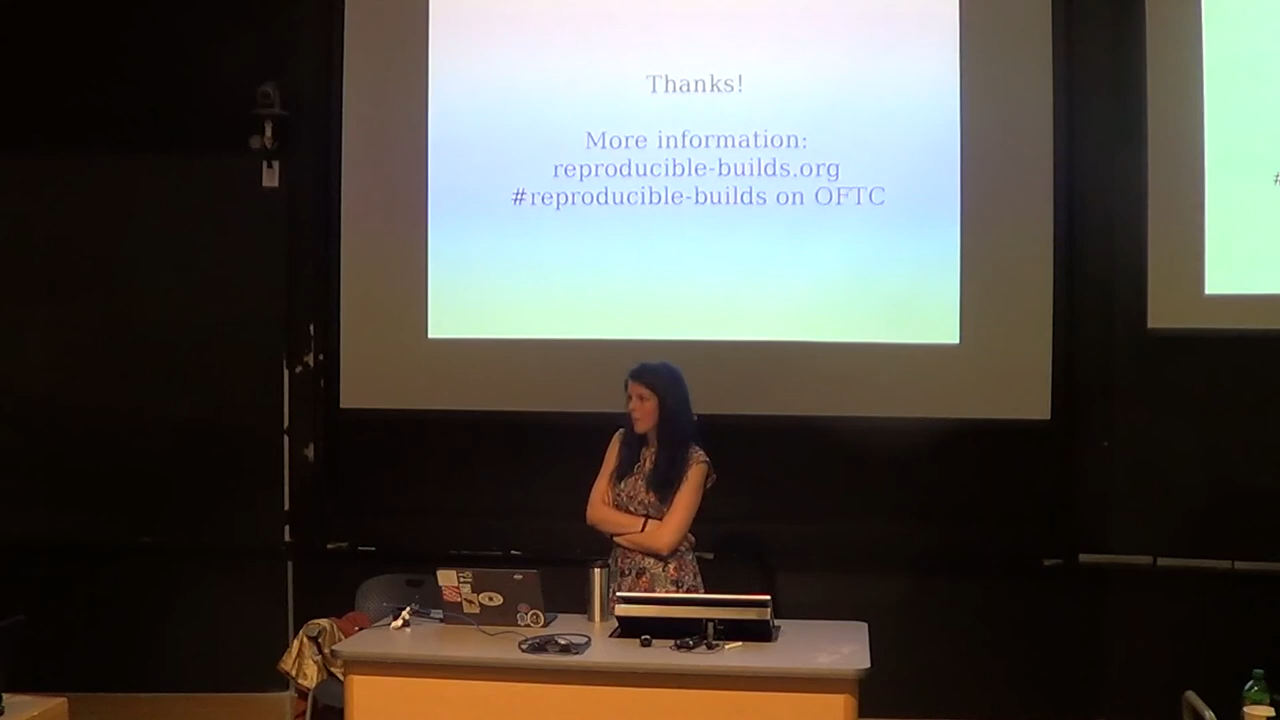 Thanks!
More information:
reproducible-builds.org
#reproducible-builds on OFTC
#